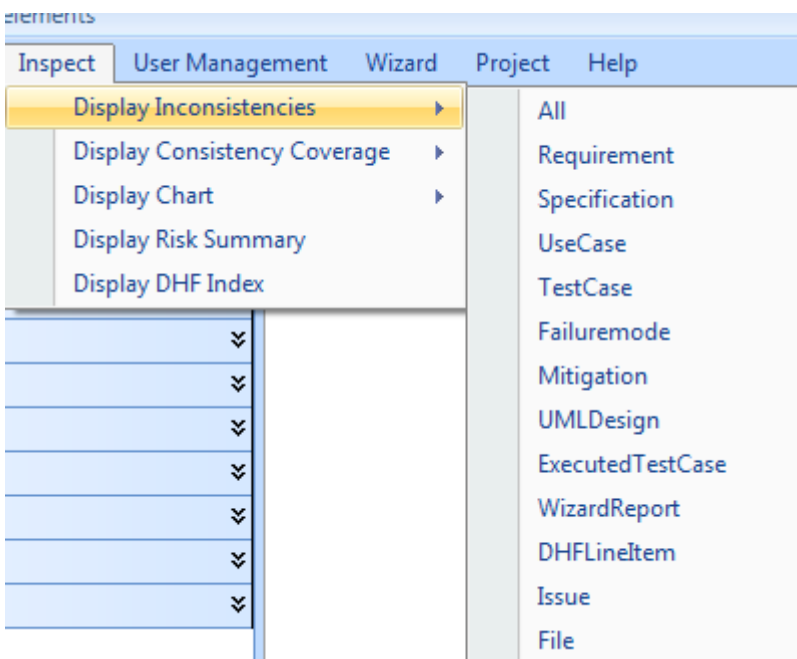 elements
Inspect User Management Wizard Project Help
Display Inconsistencies
Display Consistency Coverage
Display Chart
Display Risk Summary
Display DHF Index
All
Requirement
Specification
UseCase
TestCase
Failuremode
Mitigation
UMLDesign
ExecutedTestCase
WizardReport
DHFLineItem
Issue
File